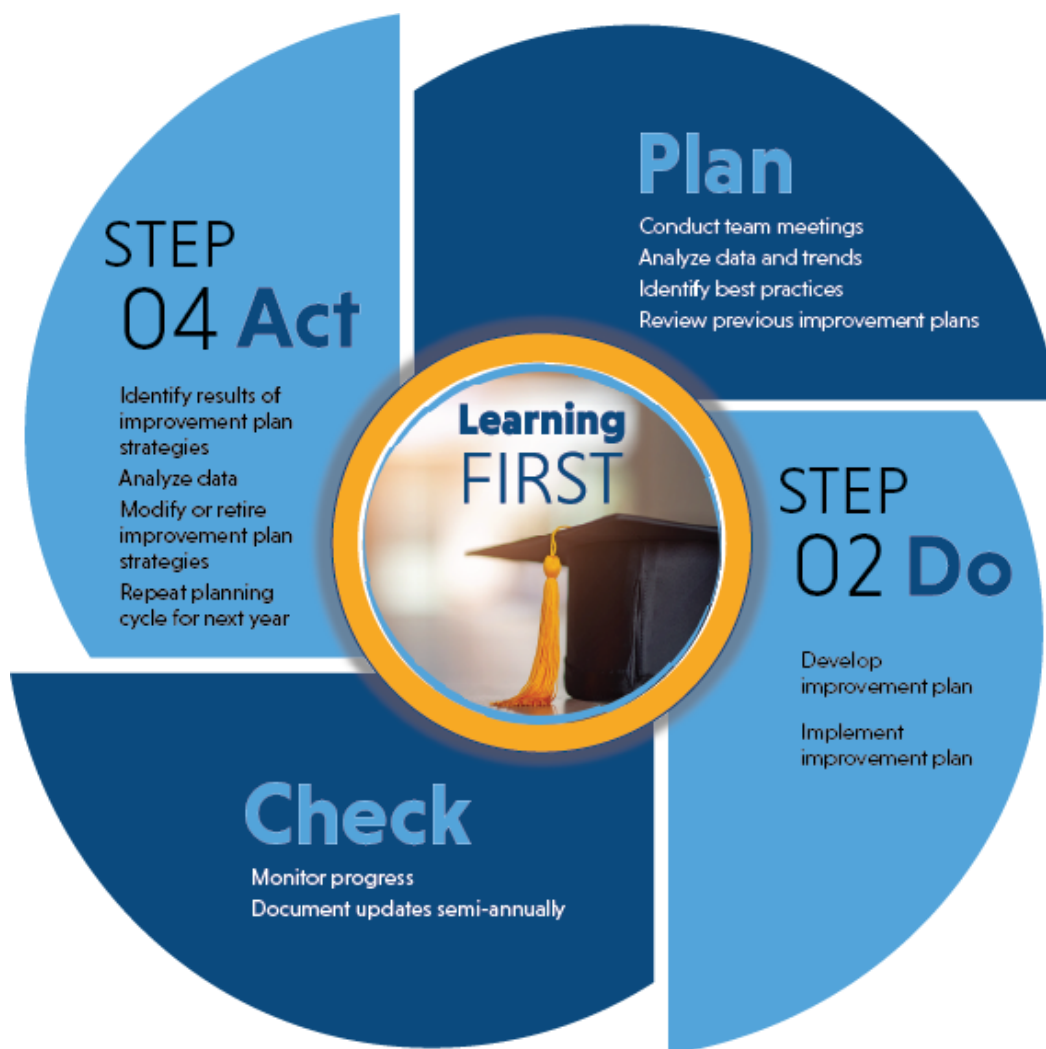 Plan
Conduct team meetings
Analyze data and trends
Identify best practices
Review previous improvement plans
STEP
02 Do
Develop
improvement plan
Implement
improvement plan
Check
Monitor progress
Document updates semi-annually
STEP
04 Act
Identify results of
improvement plan
strategies
Analyze data
Modify or retire
improvement plan
strategies
Repeat planning
cycle for next year
Learning
FIRST